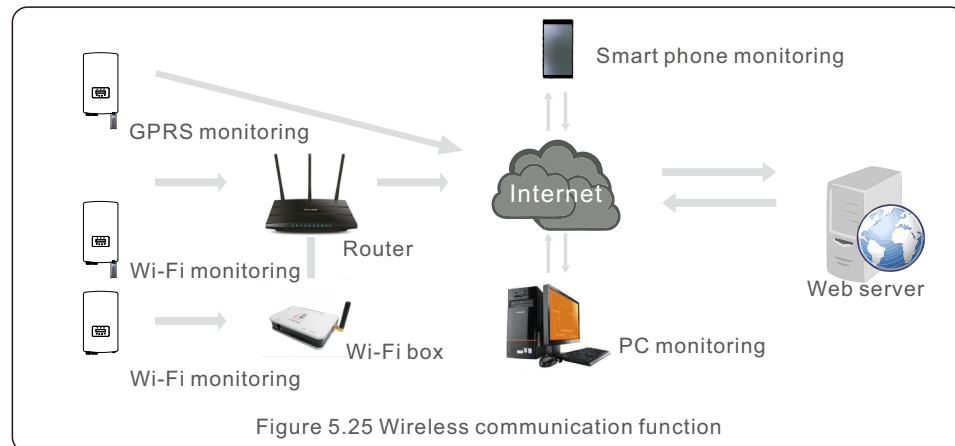 Smart phone monitoring
GPRS monitoring
Internet
Router
Wi-Fi monitoring
Web server
Wi-Fi box
PC monitoring
Wi-Fi monitoring
Figure 5.25 Wireless communication function